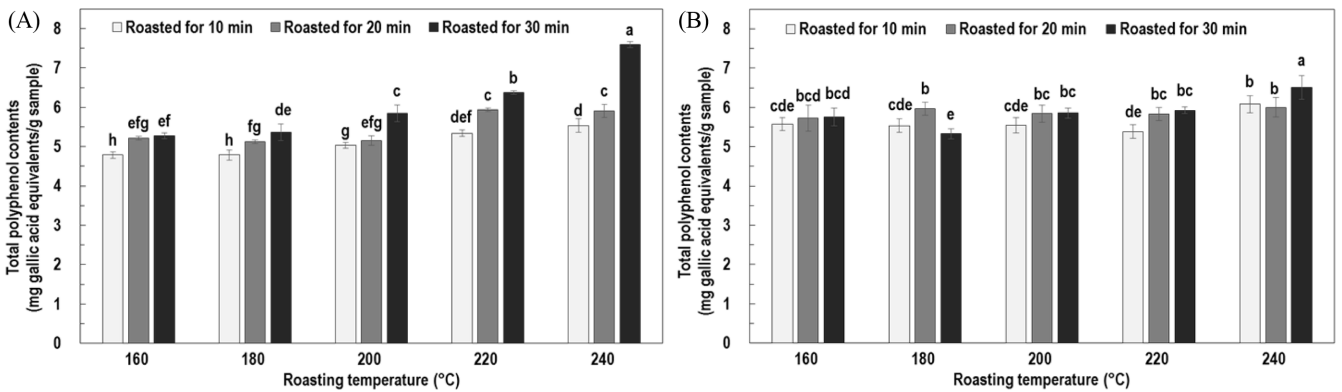 (A)
Total polyphenol contents
(mg gallic acid equivalents/g sample)
8
7
6
5
4
3
2
1
0
Roasted for 10 min Roasted for 20 min Roasted for 30 min
h efg ef
h fg de
g efg c
def c b
d c a
160 180 200 220 240
Roasting temperature (°C)
(B)
Total polyphenol contents
(mg gallic acid equivalents/g sample)
8
7
6
5
4
3
2
1
0
Roasted for 10 min Roasted for 20 min Roasted for 30 min
cde bcd bcd
cde b e
cde bc bc
de bc bc
b b a
160 180 200 220 240
Roasting temperature (°C)